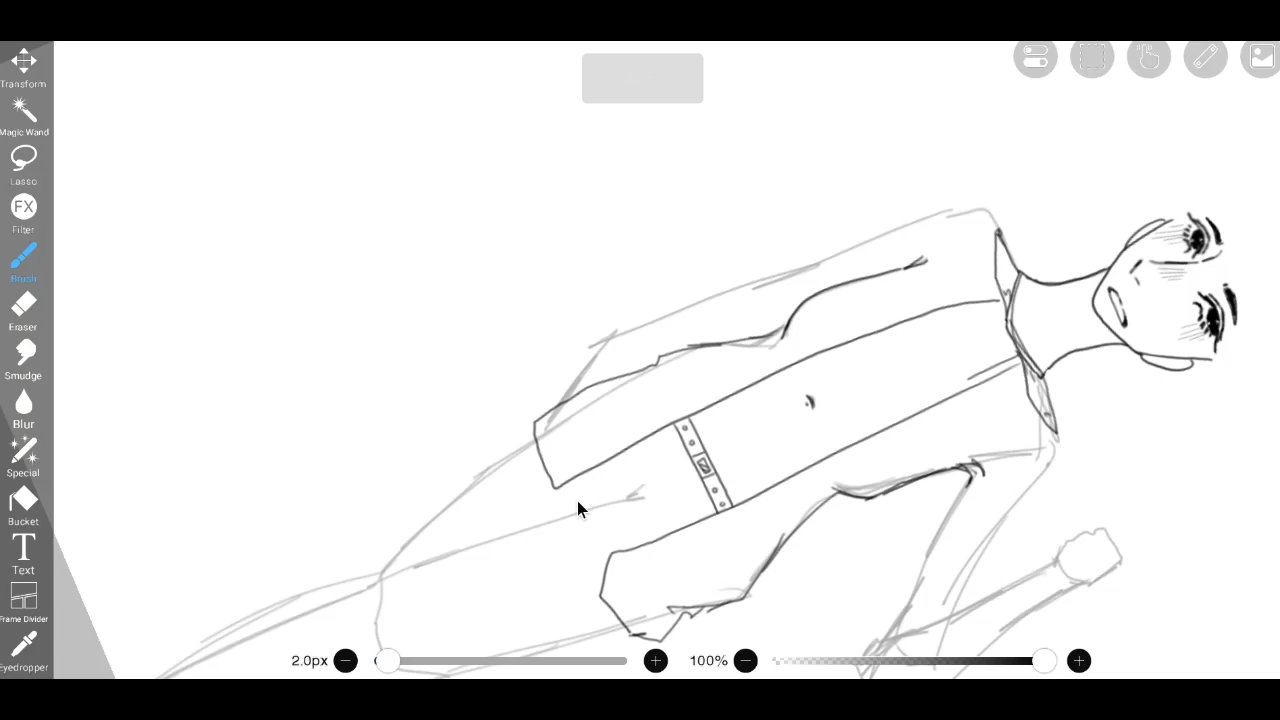 Transform
Magic Wand
Lasso
FX
Filter
Brush
Eraser
Smudge
Blur
Special
Bucket
T
Text
Frame Divider
Eyedropper
2.0px
100%